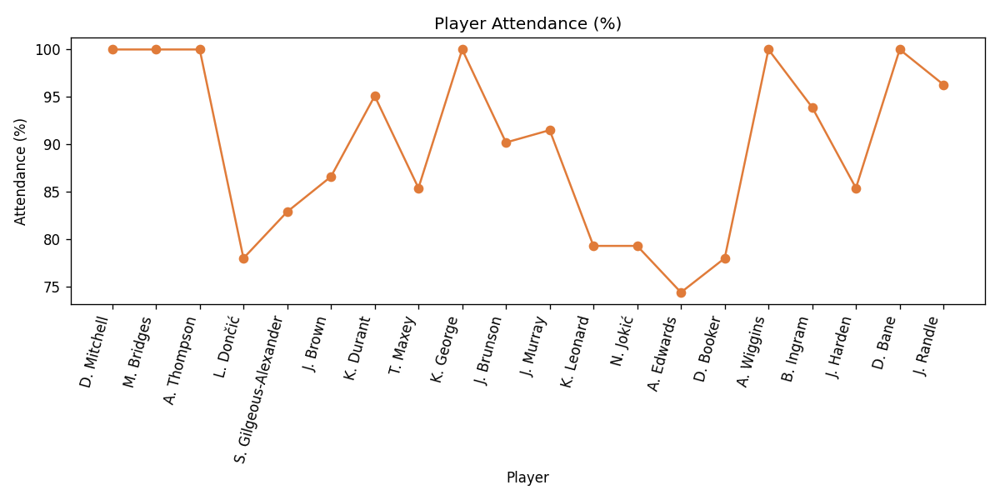 Player Attendance (%)
Attendance (%)
100
95
90
85
80
75
D. Mitchell
M. Bridges
A. Thompson
L. Dončić
S. Gilgeous-Alexander
J. Brown
K. Durant
T. Maxey
K. George
J. Brunson
J. Murray
K. Leonard
N. Jokić
A. Edwards
D. Booker
A. Wiggins
B. Ingram
J. Harden
D. Bane
J. Randle
Player